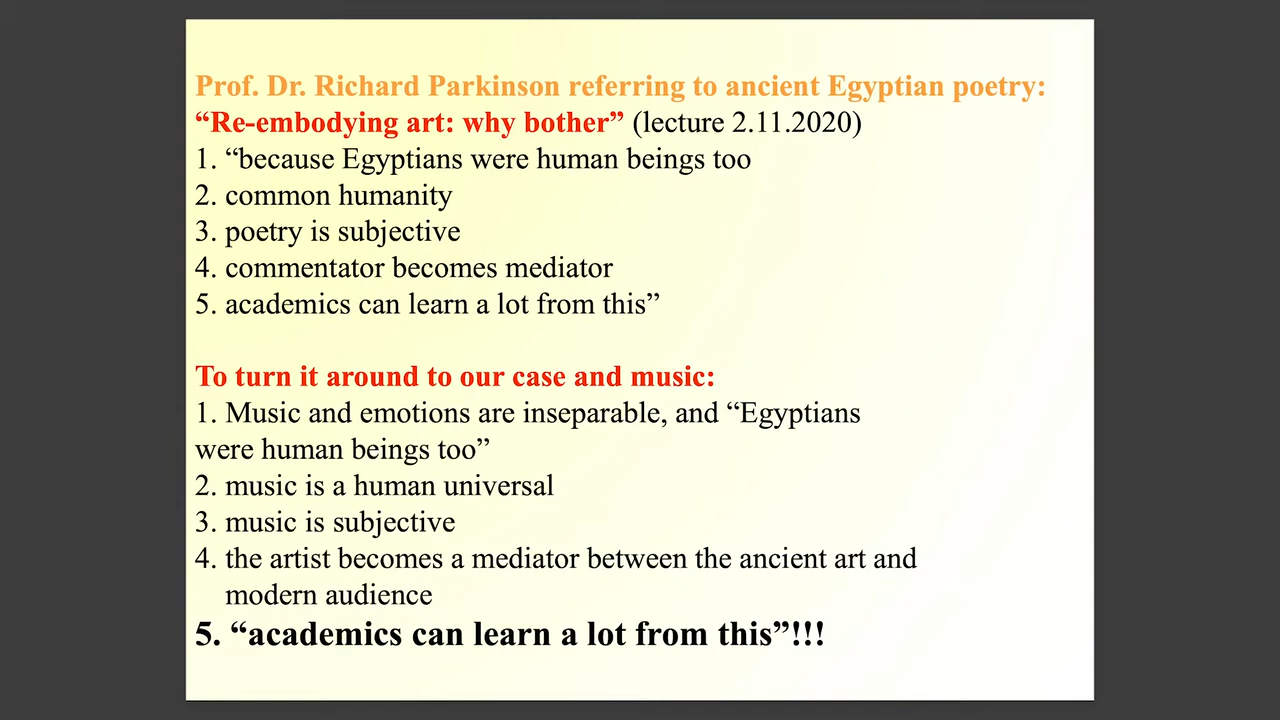 Prof. Dr. Richard Parkinson referring to ancient Egyptian poetry:
“Re-embodying art: why bother” (lecture 2.11.2020)
1. “because Egyptians were human beings too
2. common humanity
3. poetry is subjective
4. commentator becomes mediator
5. academics can learn a lot from this”
To turn it around to our case and music:
1. Music and emotions are inseparable, and “Egyptians
were human beings too”
2. music is a human universal
3. music is subjective
4. the artist becomes a mediator between the ancient art and
modern audience
5. “academics can learn a lot from this”!!!